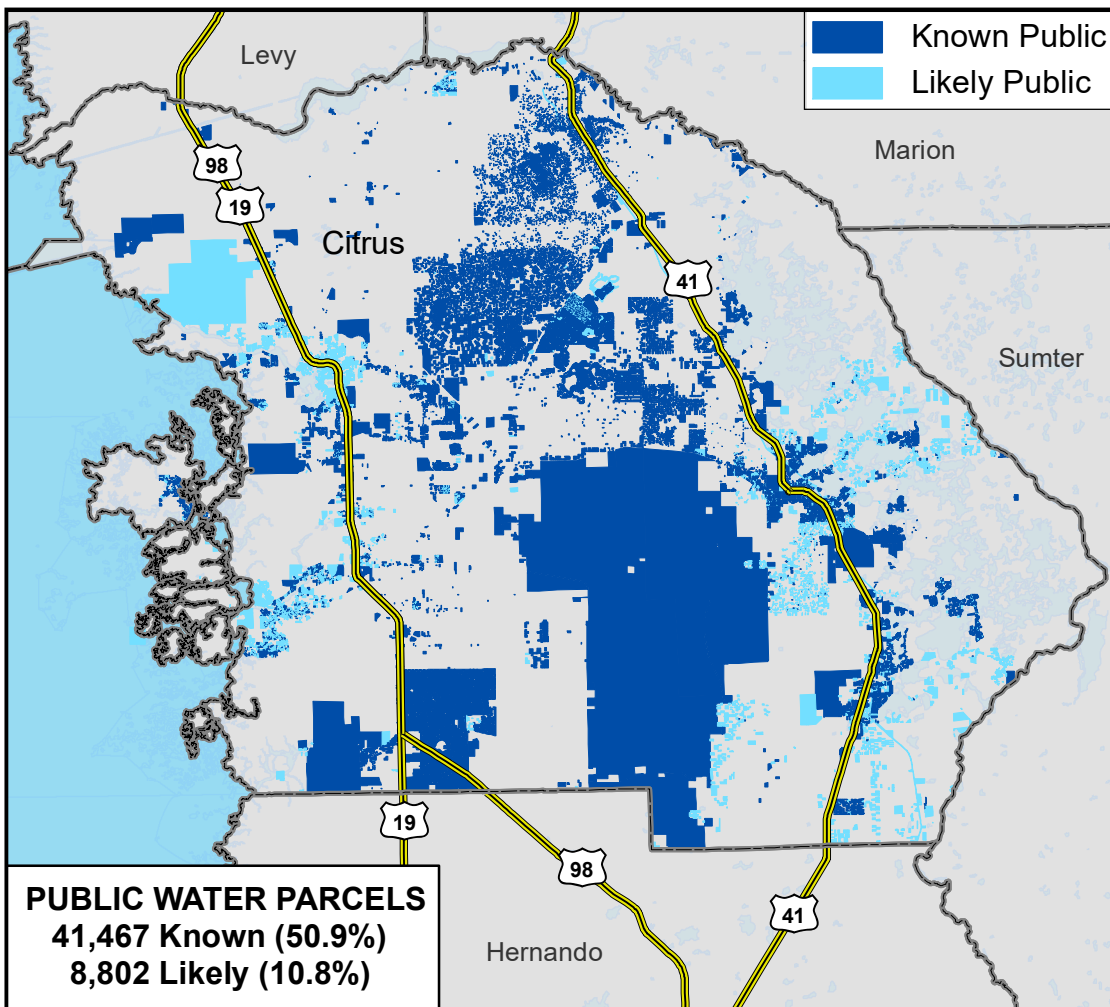 Known Public
Likely Public
Levy
Marion
98
19
Citrus
41
Sumter
19
98
41
Hernando
PUBLIC WATER PARCELS
41,467 Known (50.9%)
8,802 Likely (10.8%)